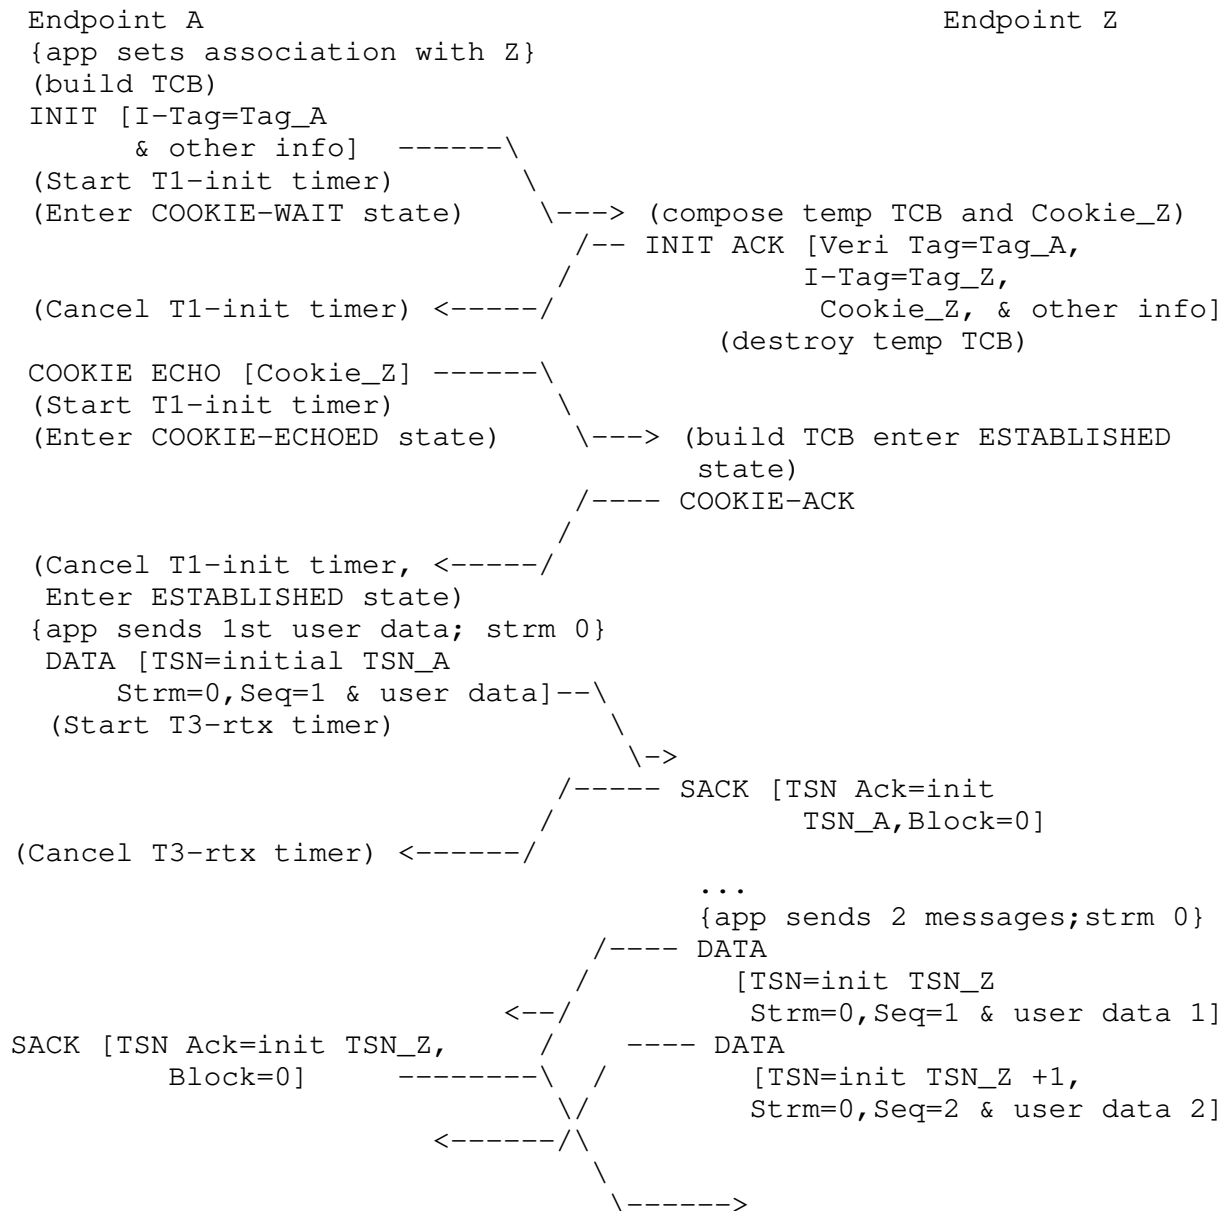 Endpoint A                                          Endpoint Z
{app sets association with Z}
(build TCB)
INIT [I-Tag=Tag_A
      & other info]  ------\
(Start T1-init timer)       \
(Enter COOKIE-WAIT state)    \---> (compose temp TCB and Cookie_Z)
                               /-- INIT ACK [Veri Tag=Tag_A,
                              /             I-Tag=Tag_Z,
(Cancel T1-init timer) <-----/               Cookie_Z, & other info]
                                       (destroy temp TCB)
COOKIE ECHO [Cookie_Z] ------\
(Start T1-init timer)         \
(Enter COOKIE-ECHOED state)    \---> (build TCB enter ESTABLISHED
                                      state)
                               /---- COOKIE-ACK
                              /
(Cancel T1-init timer, <-----/
 Enter ESTABLISHED state)
{app sends 1st user data; strm 0}
 DATA [TSN=initial TSN_A
     Strm=0,Seq=1 & user data]--\
 (Start T3-rtx timer)            \
                                  \->
                              /----- SACK [TSN Ack=init
                             /              TSN_A,Block=0]
(Cancel T3-rtx timer) <------/
                                      ...
                                      {app sends 2 messages;strm 0}
                                /---- DATA
                               /        [TSN=init TSN_Z
                           <--/          Strm=0,Seq=1 & user data 1]
SACK [TSN Ack=init TSN_Z,     /    ---- DATA
         Block=0]     --------\  /        [TSN=init TSN_Z +1,
                               \/         Strm=0,Seq=2 & user data 2]
                        <------/\
                                 \
                                  \------>